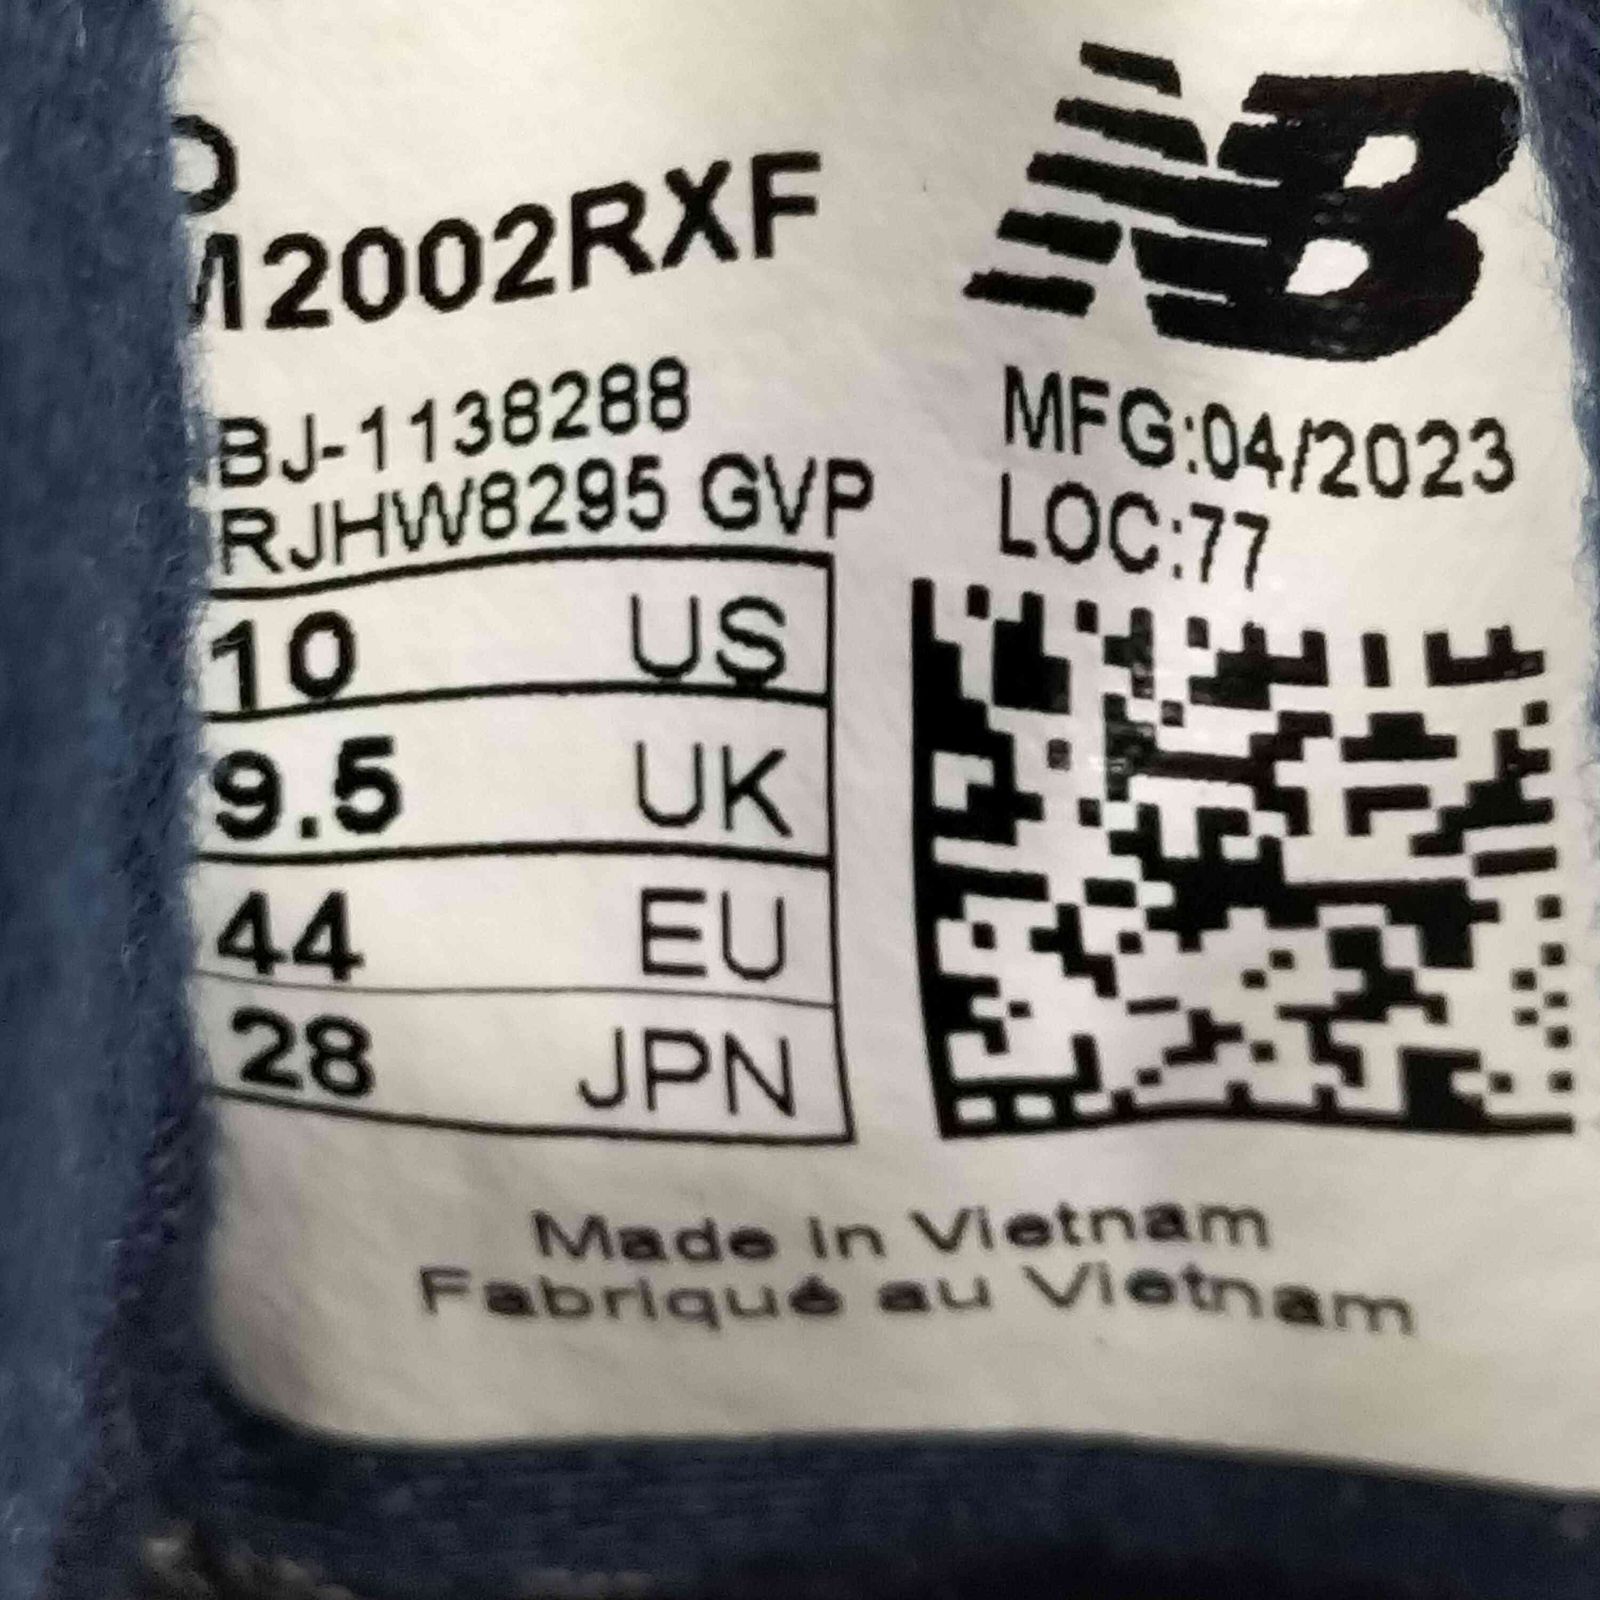 D
M2002RXF
BJ-1138288
RJHW8295 GVP
10 US
9.5 UK
44 EU
28 JPN
NB
MFG:04/2023
LOC:77
Made in Vietnam
Fabriqué au Vietnam